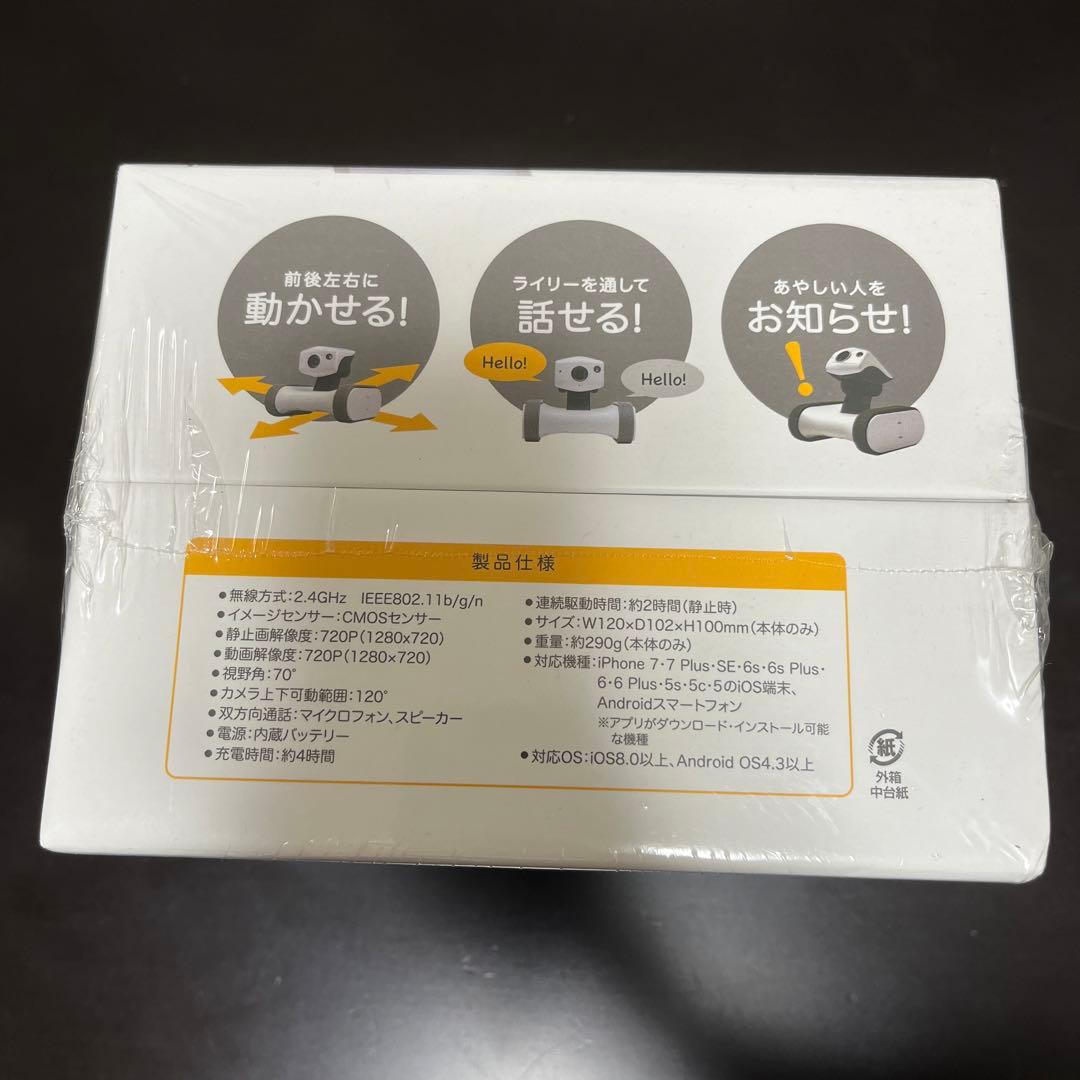 前後左右に
動かせる!
ライリーを通して
話せる!
Hello!
Hello!
あやしい人を
お知らせ!
!
製品仕様
●無線方式:2.4GHz IEEE802.11b/g/n
●イメージセンサー:CMOSセンサー
●静止画解像度:720P(1280x720)
●動画解像度:720P(1280×720)
●視野角:70°
●カメラ上下可動範囲:120°
●双方向通話:マイクロフォン、スピーカー
●電源:内蔵バッテリー
●充電時間:約4時間
●連続駆動時間:約2時間(静止時)
●サイズ:W120×D102×H100mm(本体のみ)
●重量:約290g(本体のみ)
●対応機種:iPhone 7・7 Plus・SE・6s・6s Plus・
6・6 Plus・5s・5c・5のiOS端末、
Androidスマートフォン
※アプリがダウンロード・インストール可能
な機種
●対応OS:iOS8.0以上、Android OS4.3以上
紙
外箱
中台紙